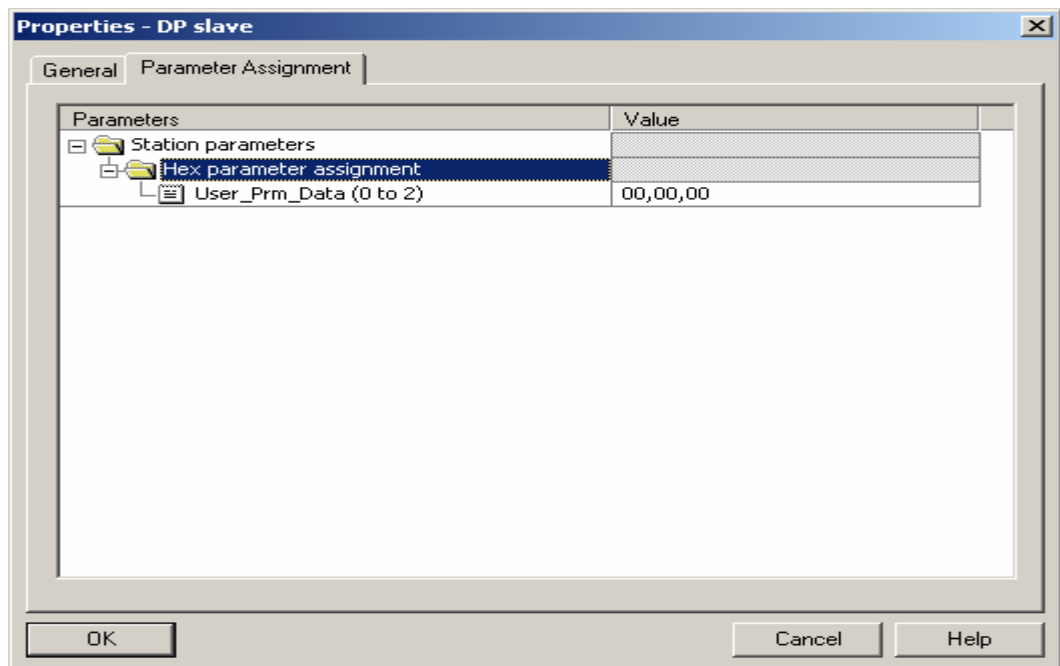 Properties - DP slave
General Parameter Assignment
Parameters Value
Station parameters
Hex parameter assignment
User_Prm_Data (0 to 2) 00,00,00
OK Cancel Help